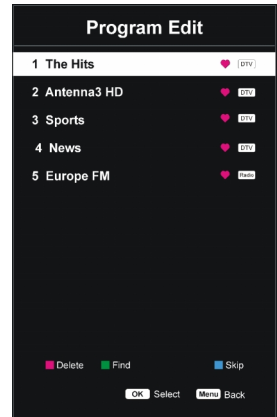 Program Edit
1 The Hits DTV
2 Antenna3 HD DTV
3 Sports DTV
4 News DTV
5 Europe FM Radio
Delete Find Skip
OK Select Menu Back